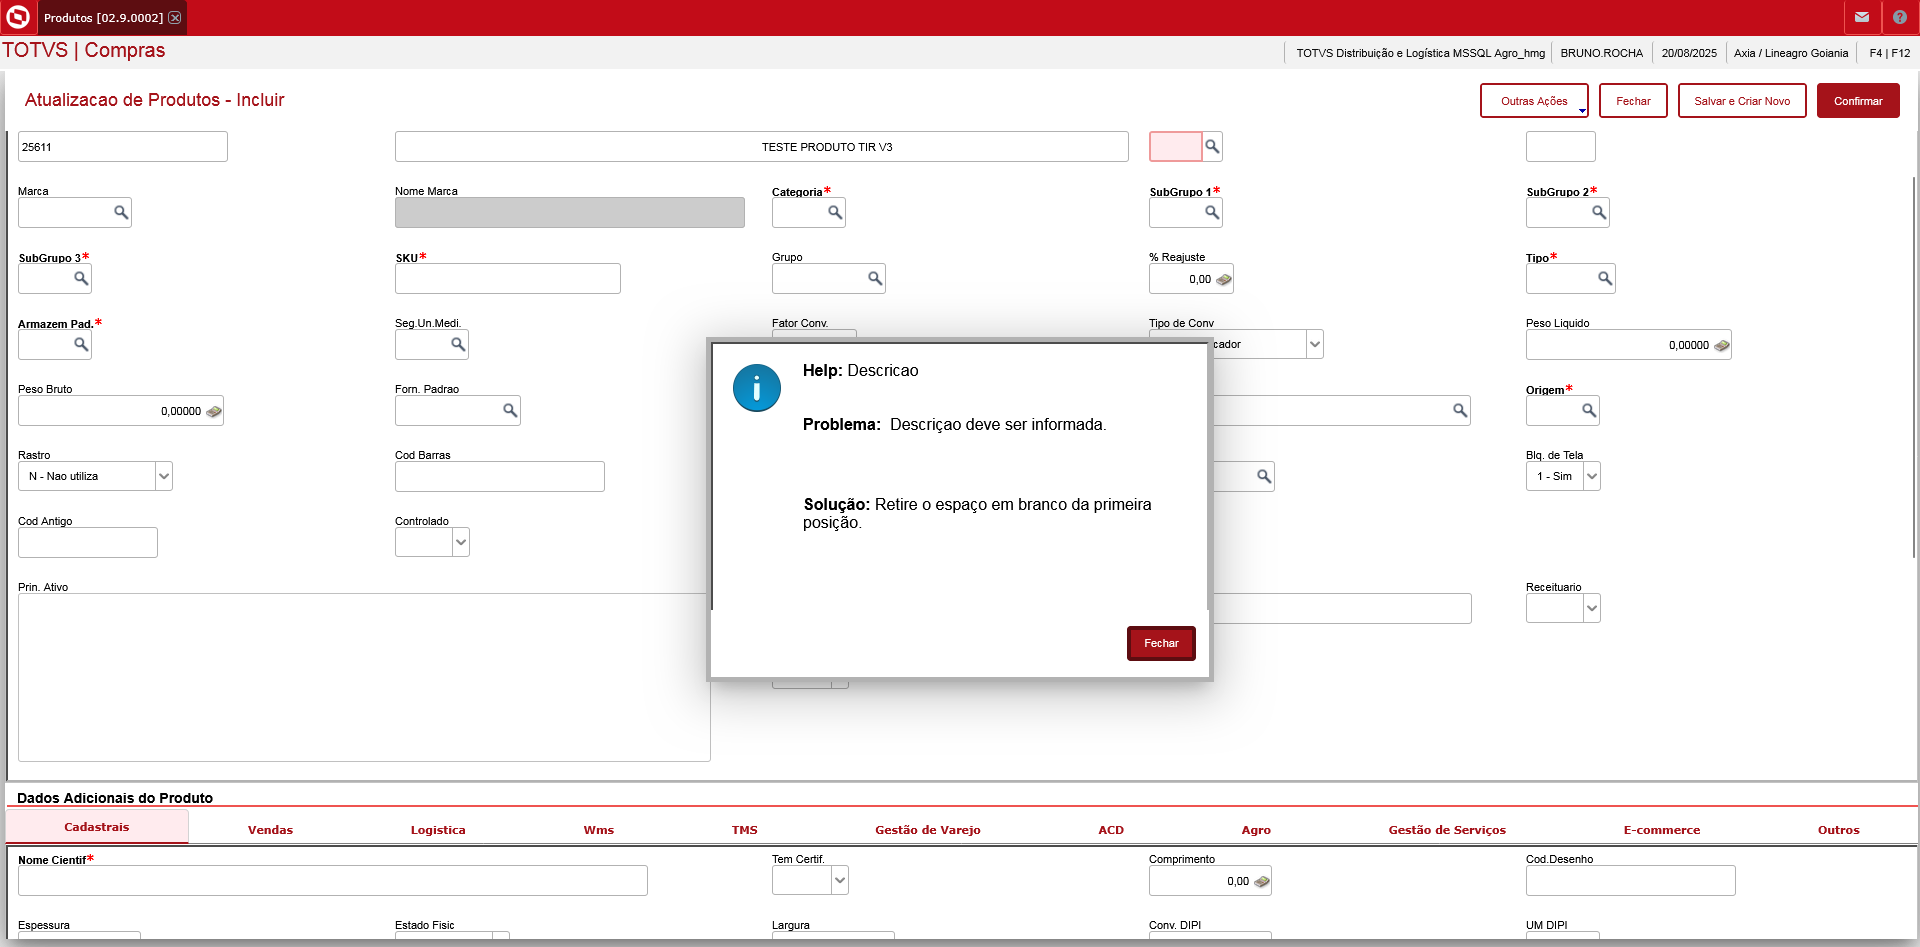 Produtos [02.9.0002]
TOTVS | Compras
TOTVS Distribuição e Logística MSSQL Agro_hmg
BRUNO.ROCHA
20/08/2025
Axia / Lineagro Goiania
F4 | F12
Atualizacao de Produtos - Incluir
Outras Ações
Fechar
Salvar e Criar Novo
Confirmar
25611
TESTE PRODUTO TIR V3
Marca
Nome Marca
Categoria*
SubGrupo 1*
SubGrupo 2*
SubGrupo 3*
SKU*
Grupo
% Reajuste
0,00
Tipo*
Armazem Pad.*
Seg.Un.Medi.
Fator Conv.
Tipo de Conv
cador
Peso Liquido
0,00000
Peso Bruto
0,00000
Forn. Padrao
Origem*
Rastro
N - Nao utiliza
Cod Barras
Blq. de Tela
1 - Sim
Cod Antigo
Controlado
Prin. Ativo
Receituario
Help: Descricao
Problema: Descriçao deve ser informada.
Solução: Retire o espaço em branco da primeira
posição.
Fechar
Dados Adicionais do Produto
Cadastrais
Vendas
Logistica
Wms
TMS
Gestão de Varejo
ACD
Agro
Gestão de Serviços
E-commerce
Outros
Nome Cientif*
Tem Certif.
Comprimento
0,00
Cod.Desenho
Espessura
Estado Fisic
Largura
Conv. DIPI
UM DIPI